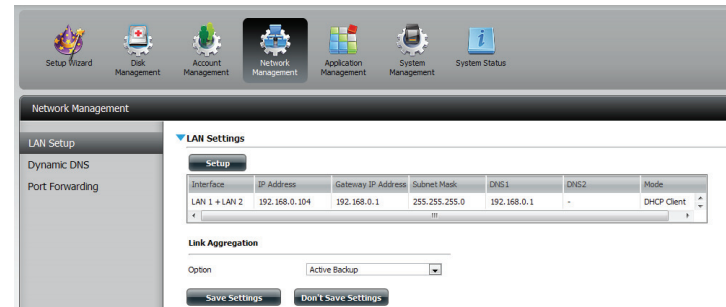 Setup Wizard
Disk Management
Account Management
Network Management
Application Management
System Management
System Status
Network Management
LAN Setup
Dynamic DNS
Port Forwarding
LAN Settings
Setup
Interface IP Address Gateway IP Address Subnet Mask DNS1 DNS2 Mode
LAN 1 + LAN 2 192.168.0.104 192.168.0.1 255.255.255.0 192.168.0.1 - DHCP Client
Link Aggregation
Option Active Backup
Save Settings Don't Save Settings